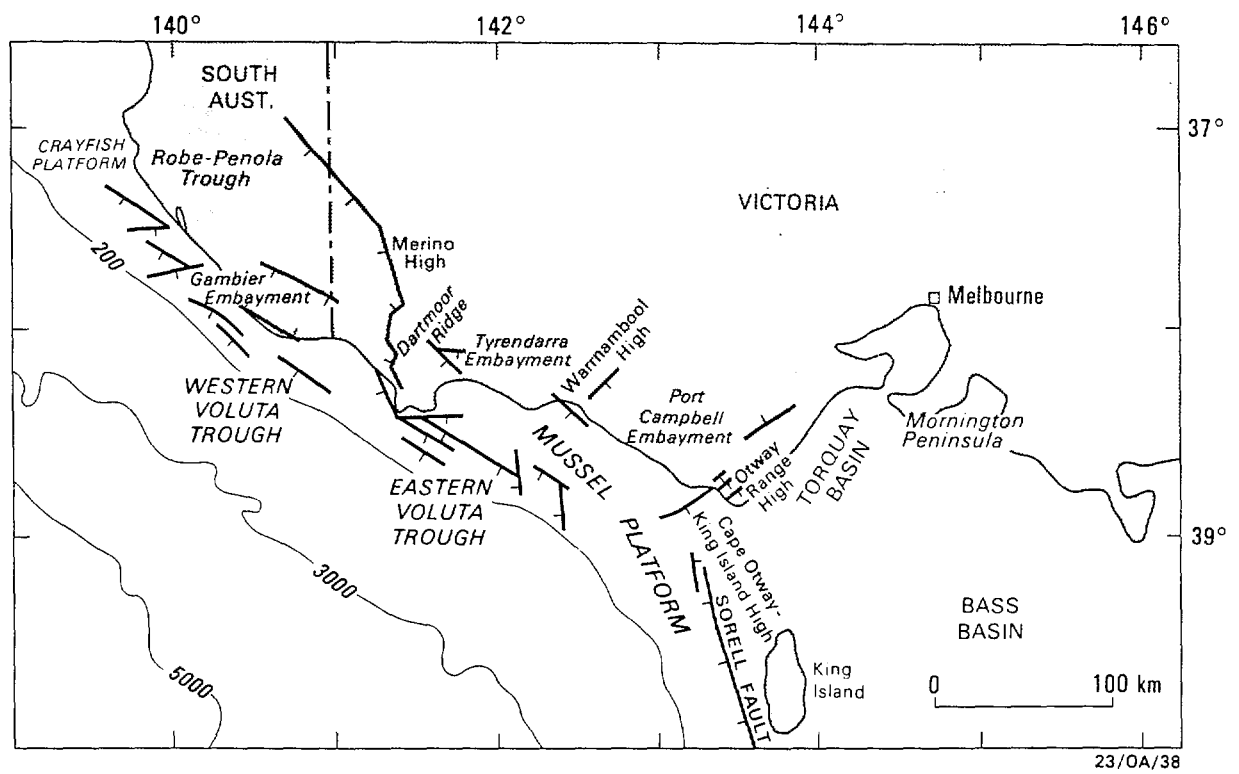 140°
142°
144°
146°
SOUTH
AUST.
37°
CRAYFISH
PLATFORM
Robe-Penola
Trough
VICTORIA
Merino
High
200
Gambier
Embayment
Melbourne
Dartmoor
Ridge
Tyrendarra
Embayment
Warrnambool
High
WESTERN
VOLUTA
TROUGH
Port
Campbell
Embayment
Mornington
Peninsula
MUSSEL
PLATFORM
Otway
Range
High
TORQUAY
BASIN
EASTERN
VOLUTA
TROUGH
39°
Cape Otway-
King Island High
3000
SORELL FAULT
BASS
BASIN
King
Island
5000
0 100 km
23/OA/38